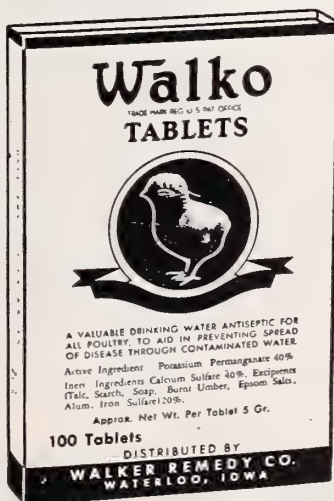 Walko
TRADE MARK REG U S PAT OFFICE
TABLETS
A VALUABLE DRINKING WATER ANTISEPTIC FOR
ALL POULTRY, TO AID IN PREVENTING SPREAD
OF DISEASE THROUGH CONTAMINATED WATER.
Active Ingredient Potassium Permanganate 40%
Inert Ingredients Calcium Sulfate 40%. Excipients
(Talc, Starch, Soap, Burnt Umber, Epsom Salts,
Alum, Iron Sulfate) 20%.
Approx. Net Wt. Per Tablet 5 Gr.
100 Tablets
DISTRIBUTED BY
WALKER REMEDY CO.
WATERLOO, IOWA